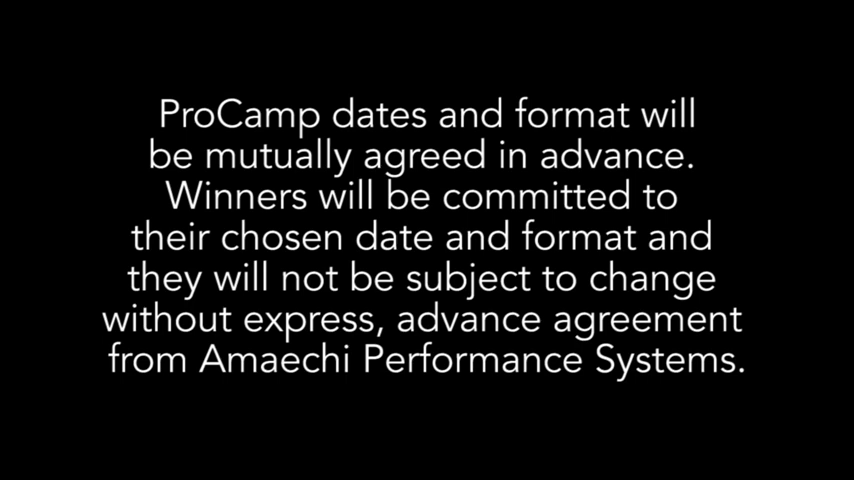 ProCamp dates and format will
be mutually agreed in advance.
Winners will be committed to
their chosen date and format and
they will not be subject to change
without express, advance agreement
from Amaechi Performance Systems.